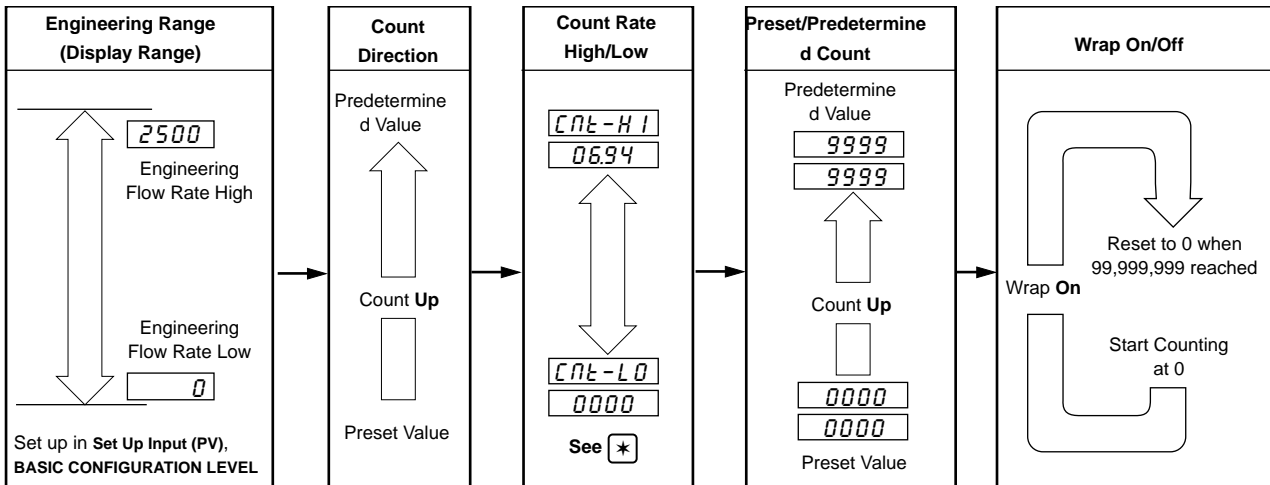 Engineering Range
(Display Range)
2500
Engineering
Flow Rate High
Engineering
Flow Rate Low
0
Set up in Set Up Input (PV),
BASIC CONFIGURATION LEVEL
Count
Direction
Predetermine
d Value
Count Up
Preset Value
Count Rate
High/Low
CNt-HI
06.94
CNt-LO
0000
See *
Preset/Predetermine
d Count
Predetermine
d Value
9999
9999
Count Up
0000
0000
Preset Value
Wrap On/Off
Reset to 0 when
99,999,999 reached
Wrap On
Start Counting
at 0